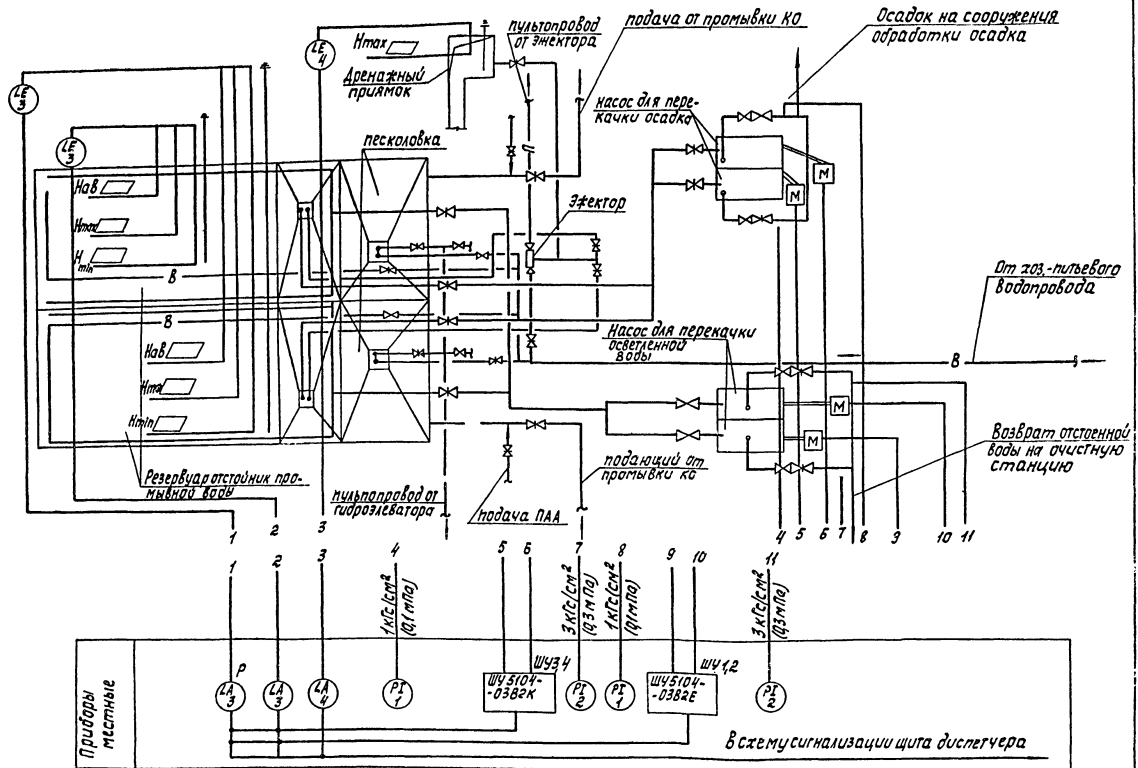 пультопровод
от эжектора
подача от промывки КО
Осадок на сооружения
обработки осадка
LE
4
Hmax
Дренажный
приямок
LE
3
LE
3
насос для пере-
качки осадка
песколовка
П
M
M
Hав
Hmax
Hmin
Эжектор
В
От хоз.-питьевого
водопровода
В
Насос для перекачки
осветленной
воды
В
Hав
Hmax
Hmin
M
M
Возврат отстоенной
воды на очистную
станцию
Резервуар отстойник про-
мывной воды
пульпопровод от
гидроэлеватора
подача ПАА
подающий от
промывки КО
1
2
3
4
5
6
7
8
9
10
11
1
2
3
4
5
6
7
8
9
10
11
1 кГс/см²
(0,1 мПа)
3 кГс/см²
(0,3 мПа)
1 кГс/см²
(0,1 мПа)
3 кГс/см²
(0,3 мПа)
Приборы
местные
P
LA
3
LA
3
LA
4
PI
1
ШУ3,4
ШУ5104-
-03В2К
PI
2
PI
1
ШУ1,2
ШУ5104-
-03В2Е
PI
2
В схему сигнализации щита диспетчера